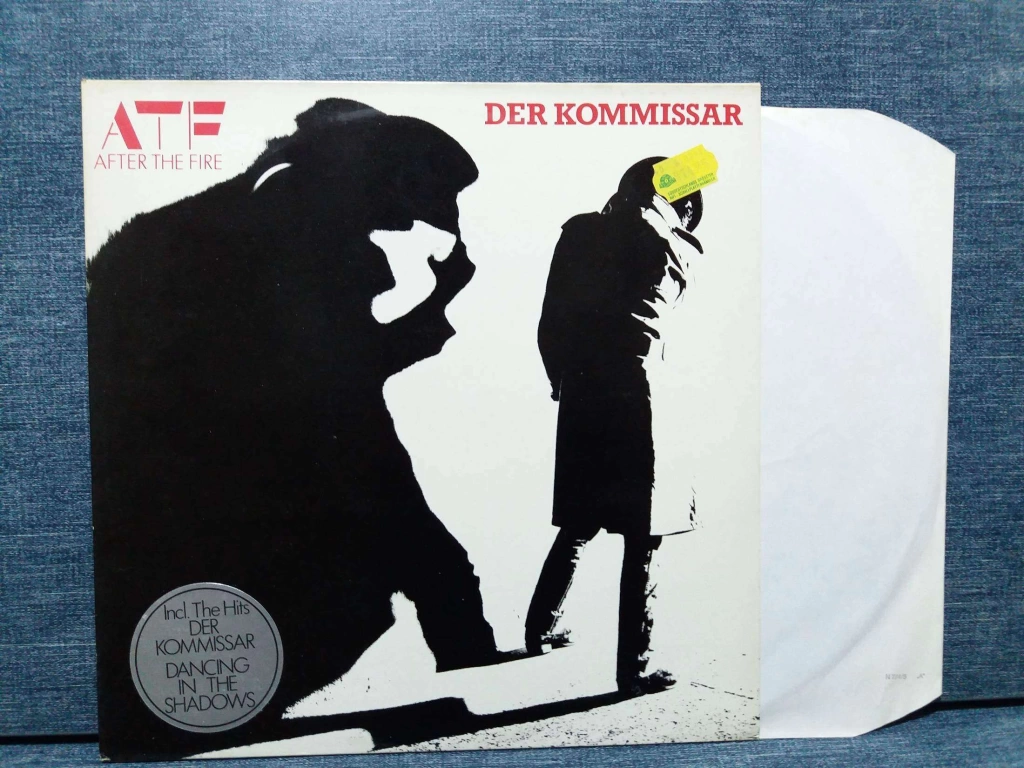 ATF
AFTER THE FIRE
DER KOMMISSAR
Incl. The Hits
DER
KOMMISSAR
DANCING
IN THE
SHADOWS